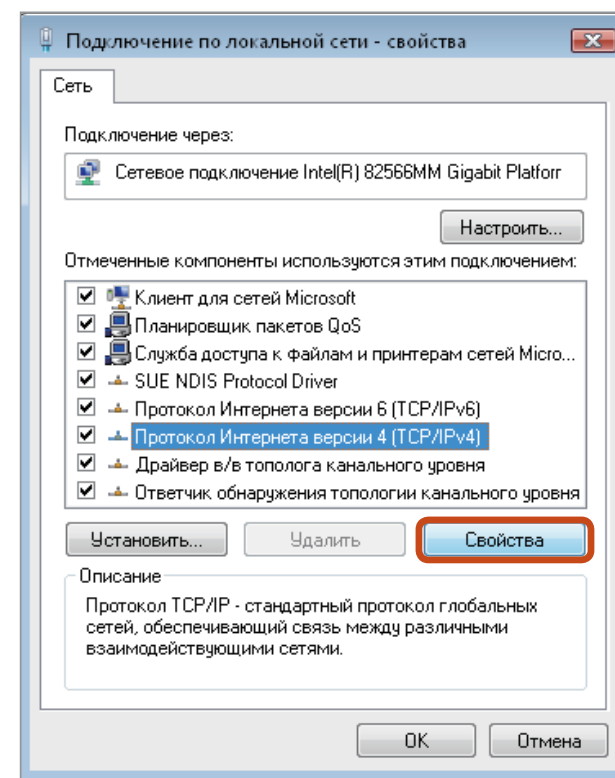 Подключение по локальной сети - свойства
Сеть
Подключение через:
Сетевое подключение Intel(R) 82566MM Gigabit Platforr
Настроить...
Отмеченные компоненты используются этим подключением:
Клиент для сетей Microsoft
Планировщик пакетов QoS
Служба доступа к файлам и принтерам сетей Micro...
SUE NDIS Protocol Driver
Протокол Интернета версии 6 (TCP/IPv6)
Протокол Интернета версии 4 (TCP/IPv4)
Драйвер в/в тополога канального уровня
Ответчик обнаружения топологии канального уровня
Установить... Удалить Свойства
Описание
Протокол TCP/IP - стандартный протокол глобальных
сетей, обеспечивающий связь между различными
взаимодействующими сетями.
OK Отмена